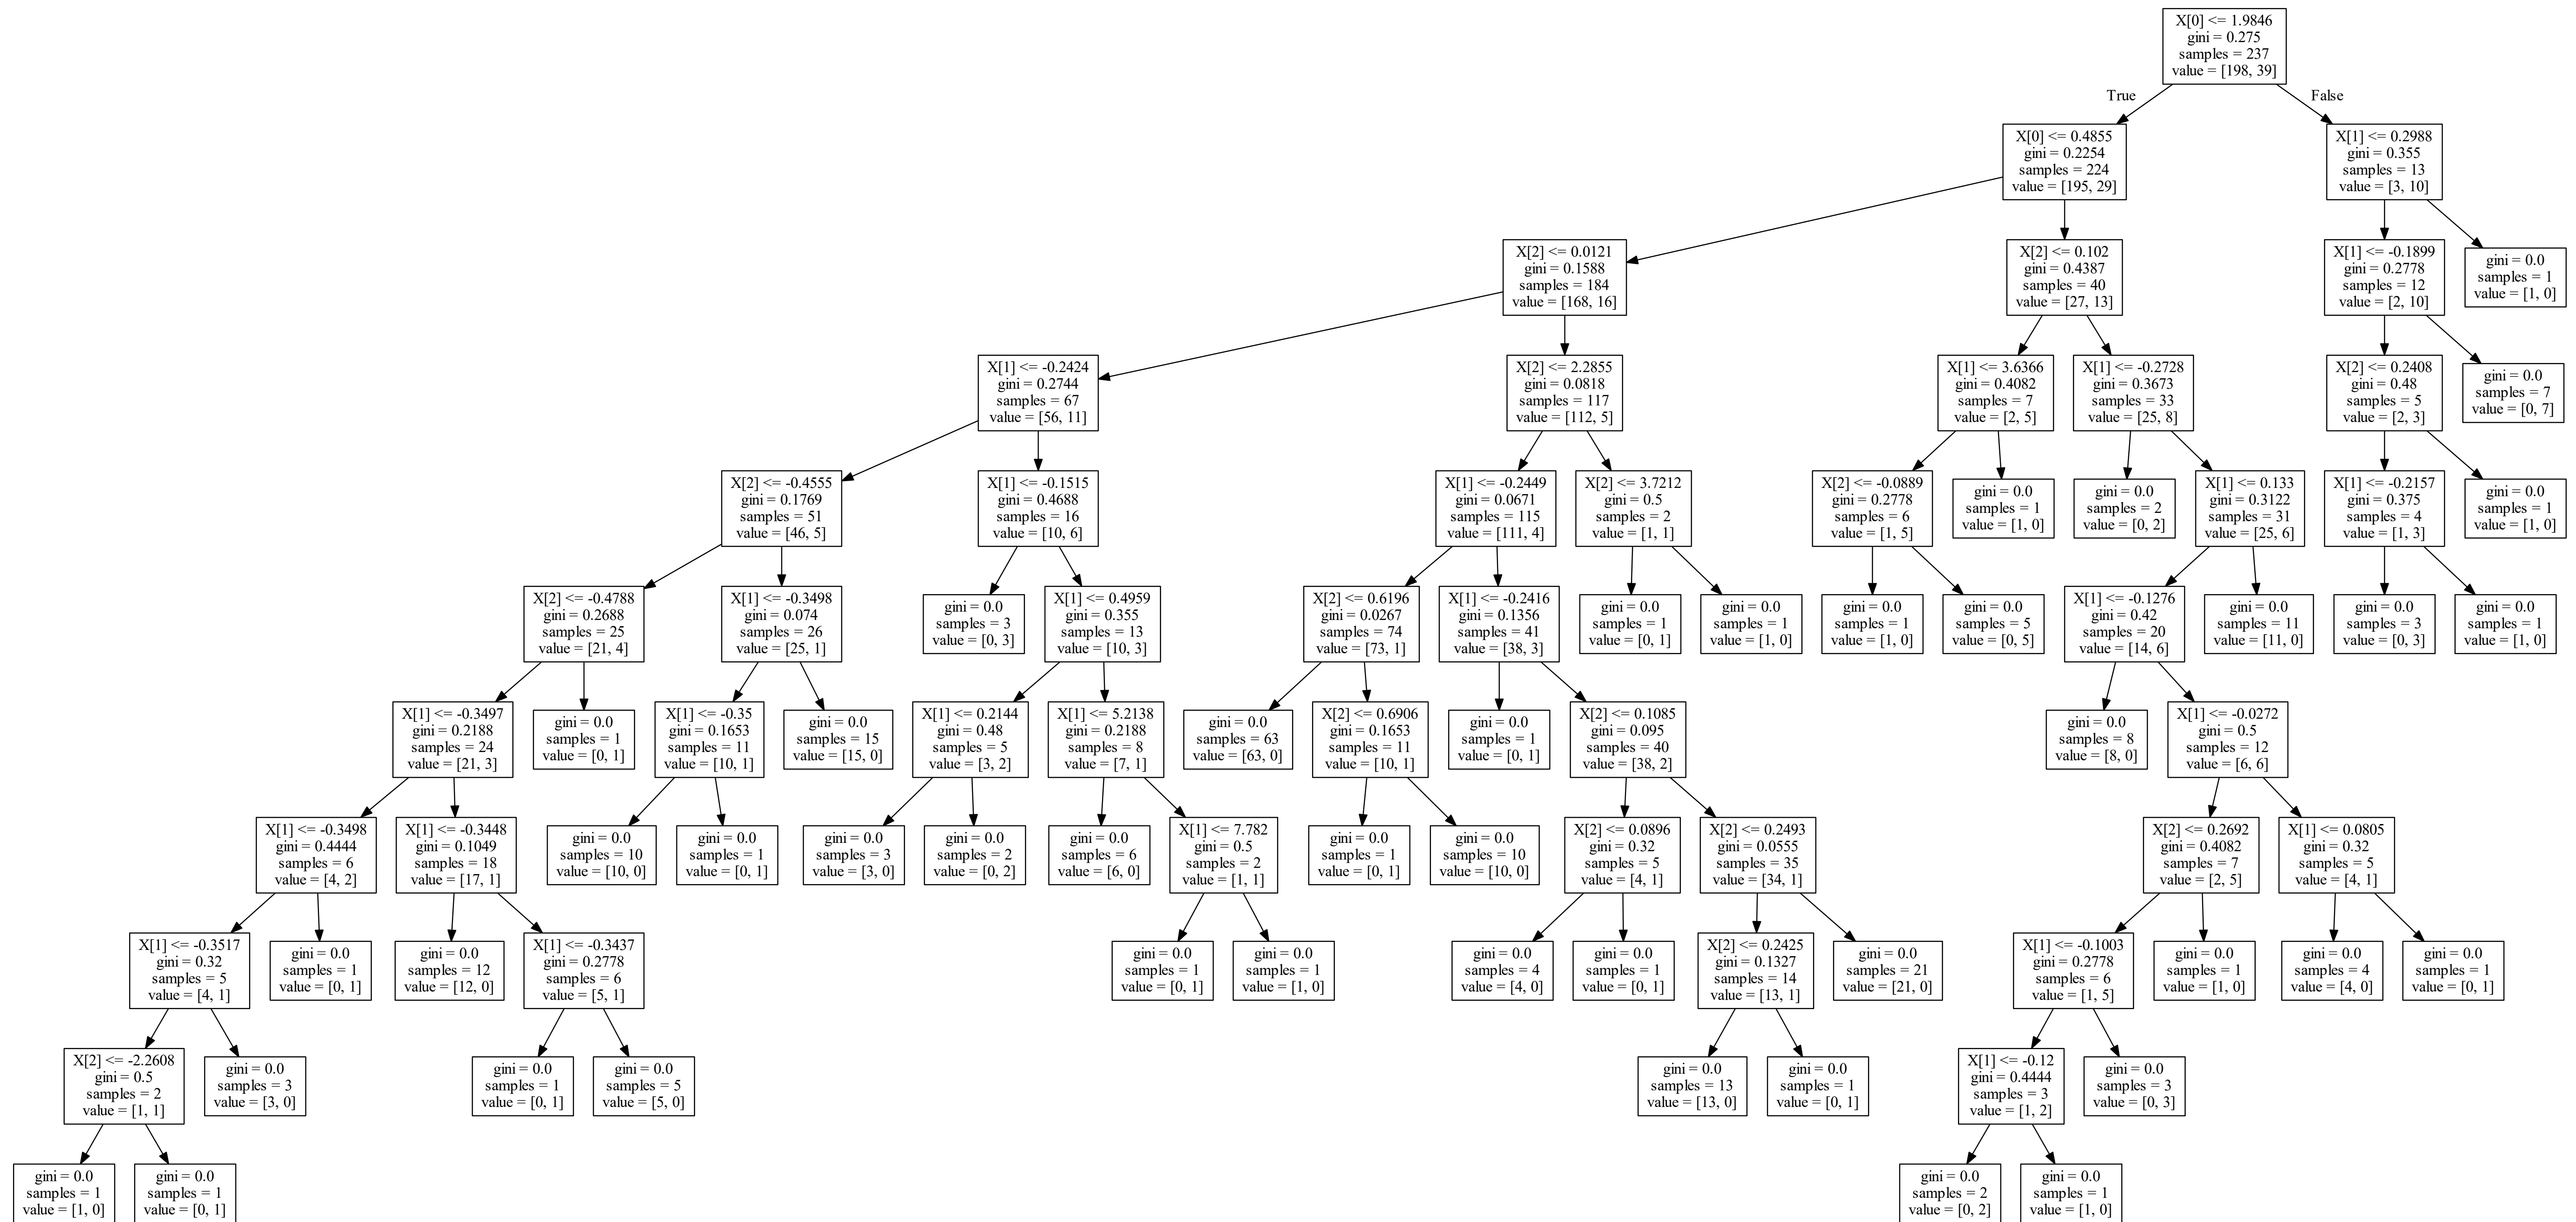 X[0] <= 1.9846
gini = 0.275
samples = 237
value = [198, 39]
True
False
X[0] <= 0.4855
gini = 0.2254
samples = 224
value = [195, 29]
X[1] <= 0.2988
gini = 0.355
samples = 13
value = [3, 10]
X[2] <= 0.0121
gini = 0.1588
samples = 184
value = [168, 16]
X[2] <= 0.102
gini = 0.4387
samples = 40
value = [27, 13]
X[1] <= -0.1899
gini = 0.2778
samples = 12
value = [2, 10]
gini = 0.0
samples = 1
value = [1, 0]
X[1] <= -0.2424
gini = 0.2744
samples = 67
value = [56, 11]
X[2] <= 2.2855
gini = 0.0818
samples = 117
value = [112, 5]
X[1] <= 3.6366
gini = 0.4082
samples = 7
value = [2, 5]
X[1] <= -0.2728
gini = 0.3673
samples = 33
value = [25, 8]
X[2] <= 0.2408
gini = 0.48
samples = 5
value = [2, 3]
gini = 0.0
samples = 7
value = [0, 7]
X[2] <= -0.4555
gini = 0.1769
samples = 51
value = [46, 5]
X[1] <= -0.1515
gini = 0.4688
samples = 16
value = [10, 6]
X[1] <= -0.2449
gini = 0.0671
samples = 115
value = [111, 4]
X[2] <= 3.7212
gini = 0.5
samples = 2
value = [1, 1]
X[2] <= -0.0889
gini = 0.2778
samples = 6
value = [1, 5]
gini = 0.0
samples = 1
value = [1, 0]
gini = 0.0
samples = 2
value = [0, 2]
X[1] <= 0.133
gini = 0.3122
samples = 31
value = [25, 6]
X[1] <= -0.2157
gini = 0.375
samples = 4
value = [1, 3]
gini = 0.0
samples = 1
value = [1, 0]
X[2] <= -0.4788
gini = 0.2688
samples = 25
value = [21, 4]
X[1] <= -0.3498
gini = 0.074
samples = 26
value = [25, 1]
gini = 0.0
samples = 3
value = [0, 3]
X[1] <= 0.4959
gini = 0.355
samples = 13
value = [10, 3]
X[2] <= 0.6196
gini = 0.0267
samples = 74
value = [73, 1]
X[1] <= -0.2416
gini = 0.1356
samples = 41
value = [38, 3]
gini = 0.0
samples = 1
value = [0, 1]
gini = 0.0
samples = 1
value = [1, 0]
gini = 0.0
samples = 1
value = [1, 0]
gini = 0.0
samples = 5
value = [0, 5]
X[1] <= -0.1276
gini = 0.42
samples = 20
value = [14, 6]
gini = 0.0
samples = 11
value = [11, 0]
gini = 0.0
samples = 3
value = [0, 3]
gini = 0.0
samples = 1
value = [1, 0]
X[1] <= -0.3497
gini = 0.2188
samples = 24
value = [21, 3]
gini = 0.0
samples = 1
value = [0, 1]
X[1] <= -0.35
gini = 0.1653
samples = 11
value = [10, 1]
gini = 0.0
samples = 15
value = [15, 0]
X[1] <= 0.2144
gini = 0.48
samples = 5
value = [3, 2]
X[1] <= 5.2138
gini = 0.2188
samples = 8
value = [7, 1]
gini = 0.0
samples = 63
value = [63, 0]
X[2] <= 0.6906
gini = 0.1653
samples = 11
value = [10, 1]
gini = 0.0
samples = 1
value = [0, 1]
X[2] <= 0.1085
gini = 0.095
samples = 40
value = [38, 2]
gini = 0.0
samples = 8
value = [8, 0]
X[1] <= -0.0272
gini = 0.5
samples = 12
value = [6, 6]
X[1] <= -0.3498
gini = 0.4444
samples = 6
value = [4, 2]
X[1] <= -0.3448
gini = 0.1049
samples = 18
value = [17, 1]
gini = 0.0
samples = 10
value = [10, 0]
gini = 0.0
samples = 1
value = [0, 1]
gini = 0.0
samples = 3
value = [3, 0]
gini = 0.0
samples = 2
value = [0, 2]
gini = 0.0
samples = 6
value = [6, 0]
X[1] <= 7.782
gini = 0.5
samples = 2
value = [1, 1]
gini = 0.0
samples = 1
value = [0, 1]
gini = 0.0
samples = 10
value = [10, 0]
X[2] <= 0.0896
gini = 0.32
samples = 5
value = [4, 1]
X[2] <= 0.2493
gini = 0.0555
samples = 35
value = [34, 1]
X[2] <= 0.2692
gini = 0.4082
samples = 7
value = [2, 5]
X[1] <= 0.0805
gini = 0.32
samples = 5
value = [4, 1]
X[1] <= -0.3517
gini = 0.32
samples = 5
value = [4, 1]
gini = 0.0
samples = 1
value = [0, 1]
gini = 0.0
samples = 12
value = [12, 0]
X[1] <= -0.3437
gini = 0.2778
samples = 6
value = [5, 1]
gini = 0.0
samples = 1
value = [0, 1]
gini = 0.0
samples = 1
value = [1, 0]
gini = 0.0
samples = 4
value = [4, 0]
gini = 0.0
samples = 1
value = [0, 1]
X[2] <= 0.2425
gini = 0.1327
samples = 14
value = [13, 1]
gini = 0.0
samples = 21
value = [21, 0]
X[1] <= -0.1003
gini = 0.2778
samples = 6
value = [1, 5]
gini = 0.0
samples = 1
value = [1, 0]
gini = 0.0
samples = 4
value = [4, 0]
gini = 0.0
samples = 1
value = [0, 1]
X[2] <= -2.2608
gini = 0.5
samples = 2
value = [1, 1]
gini = 0.0
samples = 3
value = [3, 0]
gini = 0.0
samples = 1
value = [0, 1]
gini = 0.0
samples = 5
value = [5, 0]
gini = 0.0
samples = 13
value = [13, 0]
gini = 0.0
samples = 1
value = [0, 1]
X[1] <= -0.12
gini = 0.4444
samples = 3
value = [1, 2]
gini = 0.0
samples = 3
value = [0, 3]
gini = 0.0
samples = 1
value = [1, 0]
gini = 0.0
samples = 1
value = [0, 1]
gini = 0.0
samples = 2
value = [0, 2]
gini = 0.0
samples = 1
value = [1, 0]